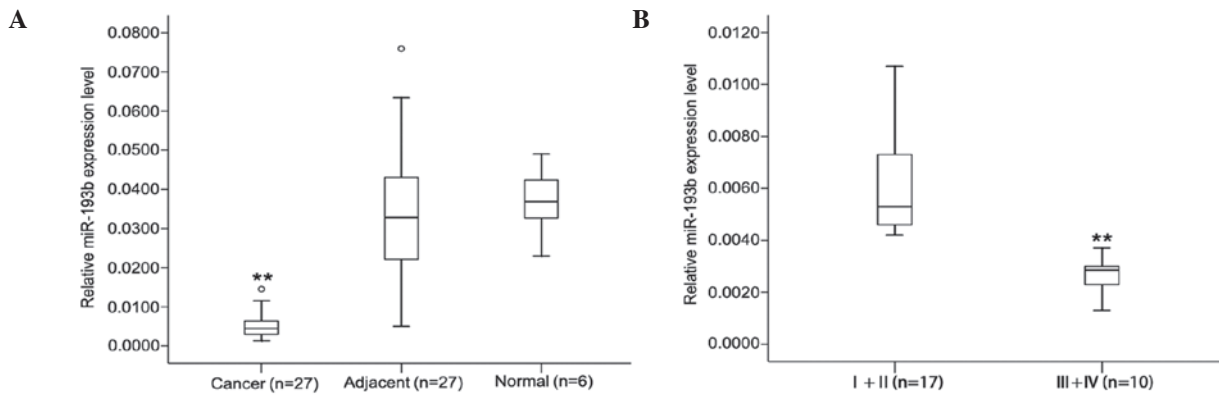 A
Relative miR-193b expression level
0.0800
0.0700
0.0600
0.0500
0.0400
0.0300
0.0200
0.0100
0.0000
**
Cancer (n=27)
Adjacent (n=27)
Normal (n=6)
B
Relative miR-193b expression level
0.0120
0.0100
0.0080
0.0060
0.0040
0.0020
0.0000
**
I + II (n=17)
III+IV (n=10)